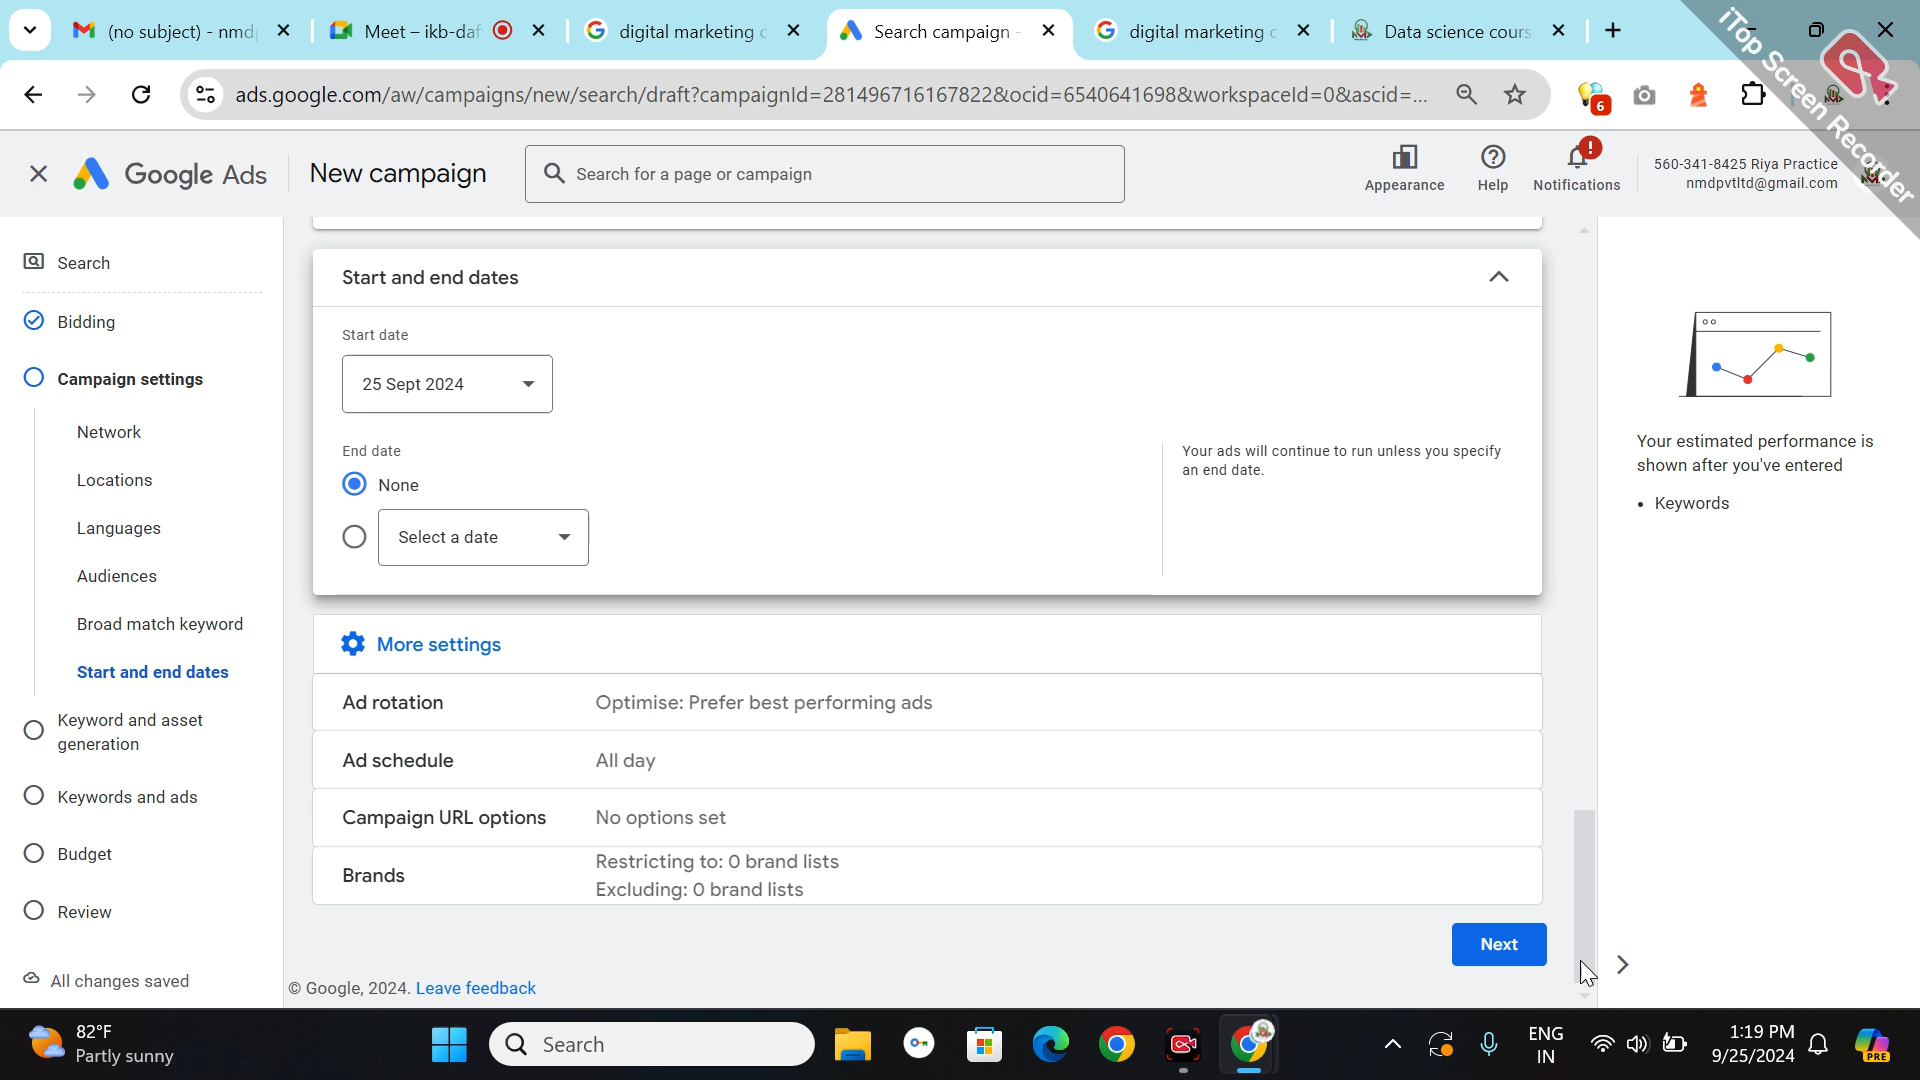 (no subject) - nmd
Meet – ikb-daf
digital marketing c
Search campaign -
digital marketing c
Data science cours
iTop Screen Recorder
ads.google.com/aw/campaigns/new/search/draft?campaignId=281496716167822&ocid=6540641698&workspaceId=0&ascid=...
6
Google Ads
New campaign
Search for a page or campaign
Appearance
Help
!
Notifications
560-341-8425 Riya Practice
nmdpvtltd@gmail.com
Search
Bidding
Campaign settings
Network
Locations
Languages
Audiences
Broad match keyword
Start and end dates
Keyword and asset
generation
Keywords and ads
Budget
Review
All changes saved
Start and end dates
Start date
25 Sept 2024
End date
None
Select a date
Your ads will continue to run unless you specify
an end date.
More settings
Ad rotation Optimise: Prefer best performing ads
Ad schedule All day
Campaign URL options No options set
Brands Restricting to: 0 brand lists
Excluding: 0 brand lists
Next
© Google, 2024. Leave feedback
Your estimated performance is
shown after you've entered
• Keywords
82°F
Partly sunny
Search
ENG
IN
1:19 PM
9/25/2024
PRE